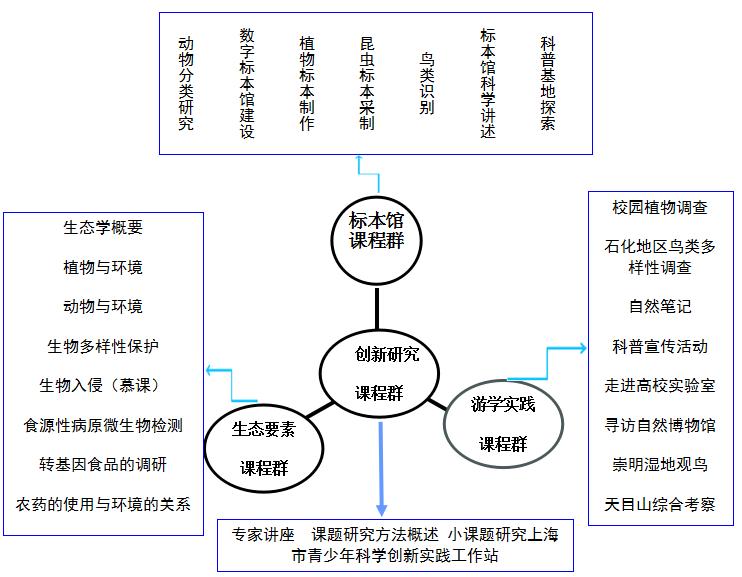 动物分类研究
数字标本馆建设
植物标本制作
昆虫标本采制
鸟类识别
标本馆科学讲述
科普基地探索
标本馆
课程群
生态学概要
植物与环境
动物与环境
生物多样性保护
生物入侵（慕课）
食源性病原微生物检测
转基因食品的调研
农药的使用与环境的关系
创新研究
课程群
生态要素
课程群
游学实践
课程群
校园植物调查
石化地区鸟类多
样性调查
自然笔记
科普宣传活动
走进高校实验室
寻访自然博物馆
崇明湿地观鸟
天目山综合考察
专家讲座 课题研究方法概述 小课题研究上海
市青少年科学创新实践工作站